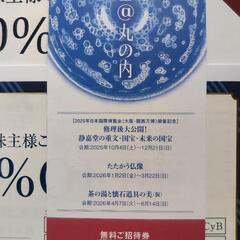 @丸の内
0%
【2025年日本国際博覧会(大阪・関西万博)開催記念】
修理後大公開!
静嘉堂の重文・国宝・未来の国宝
会期:2025年10月4日(土)—12月21日(日)
株主様ご
たたかう仏像
会期:2026年1月2日(金)—3月22日(日)
茶の湯と懐石道具の美(仮)
会期:2026年4月7日(火)—6月14日(日)
CyB
無料ご招待券